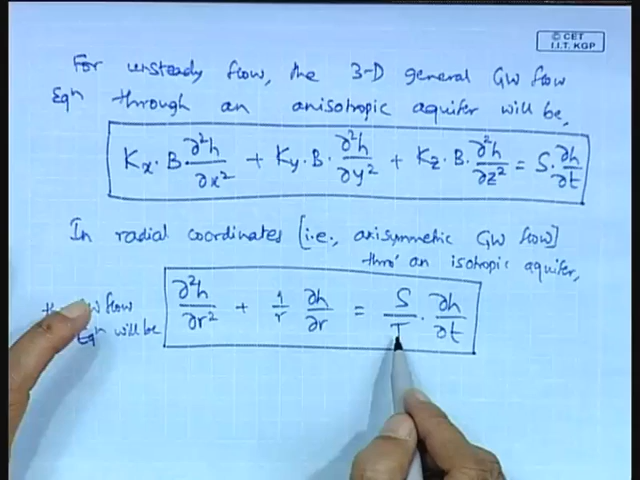 © CET
I.I.T. KGP
For unsteady flow, the 3-D general GW flow
Eqⁿ through an anisotropic aquifer will be,
Kx · B · ∂²h/∂x² + Ky · B · ∂²h/∂y² + Kz · B · ∂²h/∂z² = S · ∂h/∂t
In radial coordinates [i.e., axisymmetric GW flow]
thro' an isotropic aquifer,
flow
Eqⁿ will be
∂²h/∂r² + 1/r ∂h/∂r = S/T · ∂h/∂t